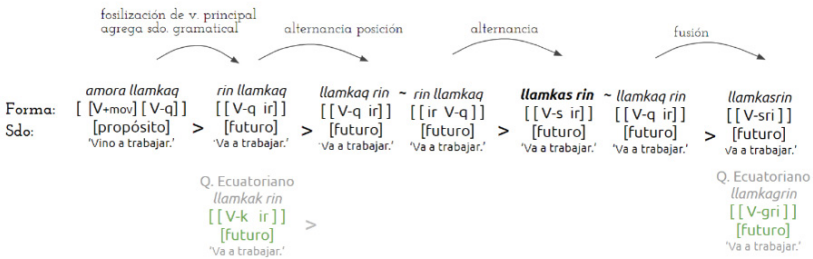 fosilización de v. principal
agrega sdo. gramatical
alternancia posición
alternancia
fusión
amora llamkaq rin llamkaq llamkaq rin ~ rin llamkaq llamkas rin ~ llamkaq rin llamkasrin
Forma: [ [V+mov] [ V-q] ] [ [ V-q ir] ] [ [ V-q ir] ] [ [ ir V-q ] ] [ [ V-s ir] ] [ [ V-q ir] ] [ [ V-sri ] ]
Sdo: [propósito] > [futuro] > [futuro] [futuro] > [futuro] [futuro] > [futuro]
'Vino a trabajar.' 'Va a trabajar.' 'Va a trabajar.' 'Va a trabajar.' 'Va a trabajar.' 'Va a trabajar.' Va a trabajar.'
Q. Ecuatoriano Q. Ecuatoriano
llamkak rin llamkagrin
[ [ V-k ir ] ] > [ [ V-gri ] ]
[futuro] [futuro]
'Va a trabajar.' 'Va a trabajar.'